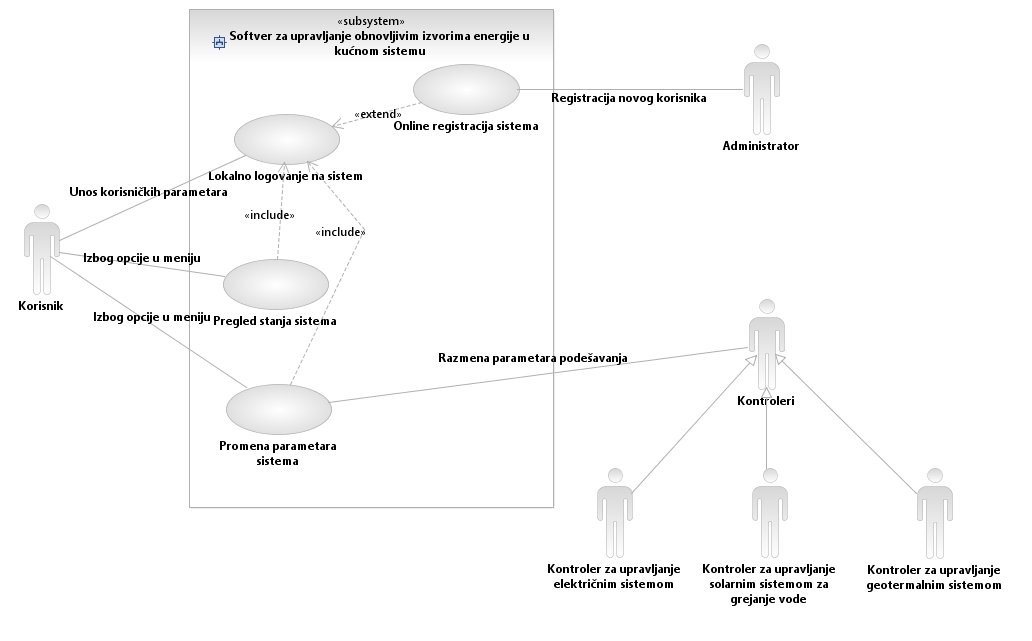 «subsystem»
Softver za upravljanje obnovljivim izvorima energije u
kućnom sistemu
Registracija novog korisnika
«extend»
Online registracija sistema
Administrator
Lokalno logovanje na sistem
Unos korisničkih parametara
«include»
«include»
Izbog opcije u meniju
Korisnik
Izbog opcije u meniju
Pregled stanja sistema
Razmena parametara podešavanja
Kontroleri
Promena parametara
sistema
Kontroler za upravljanje
električnim sistemom
Kontroler za upravljanje
solarnim sistemom za
grejanje vode
Kontroler za upravljanje
geotermalnim sistemom